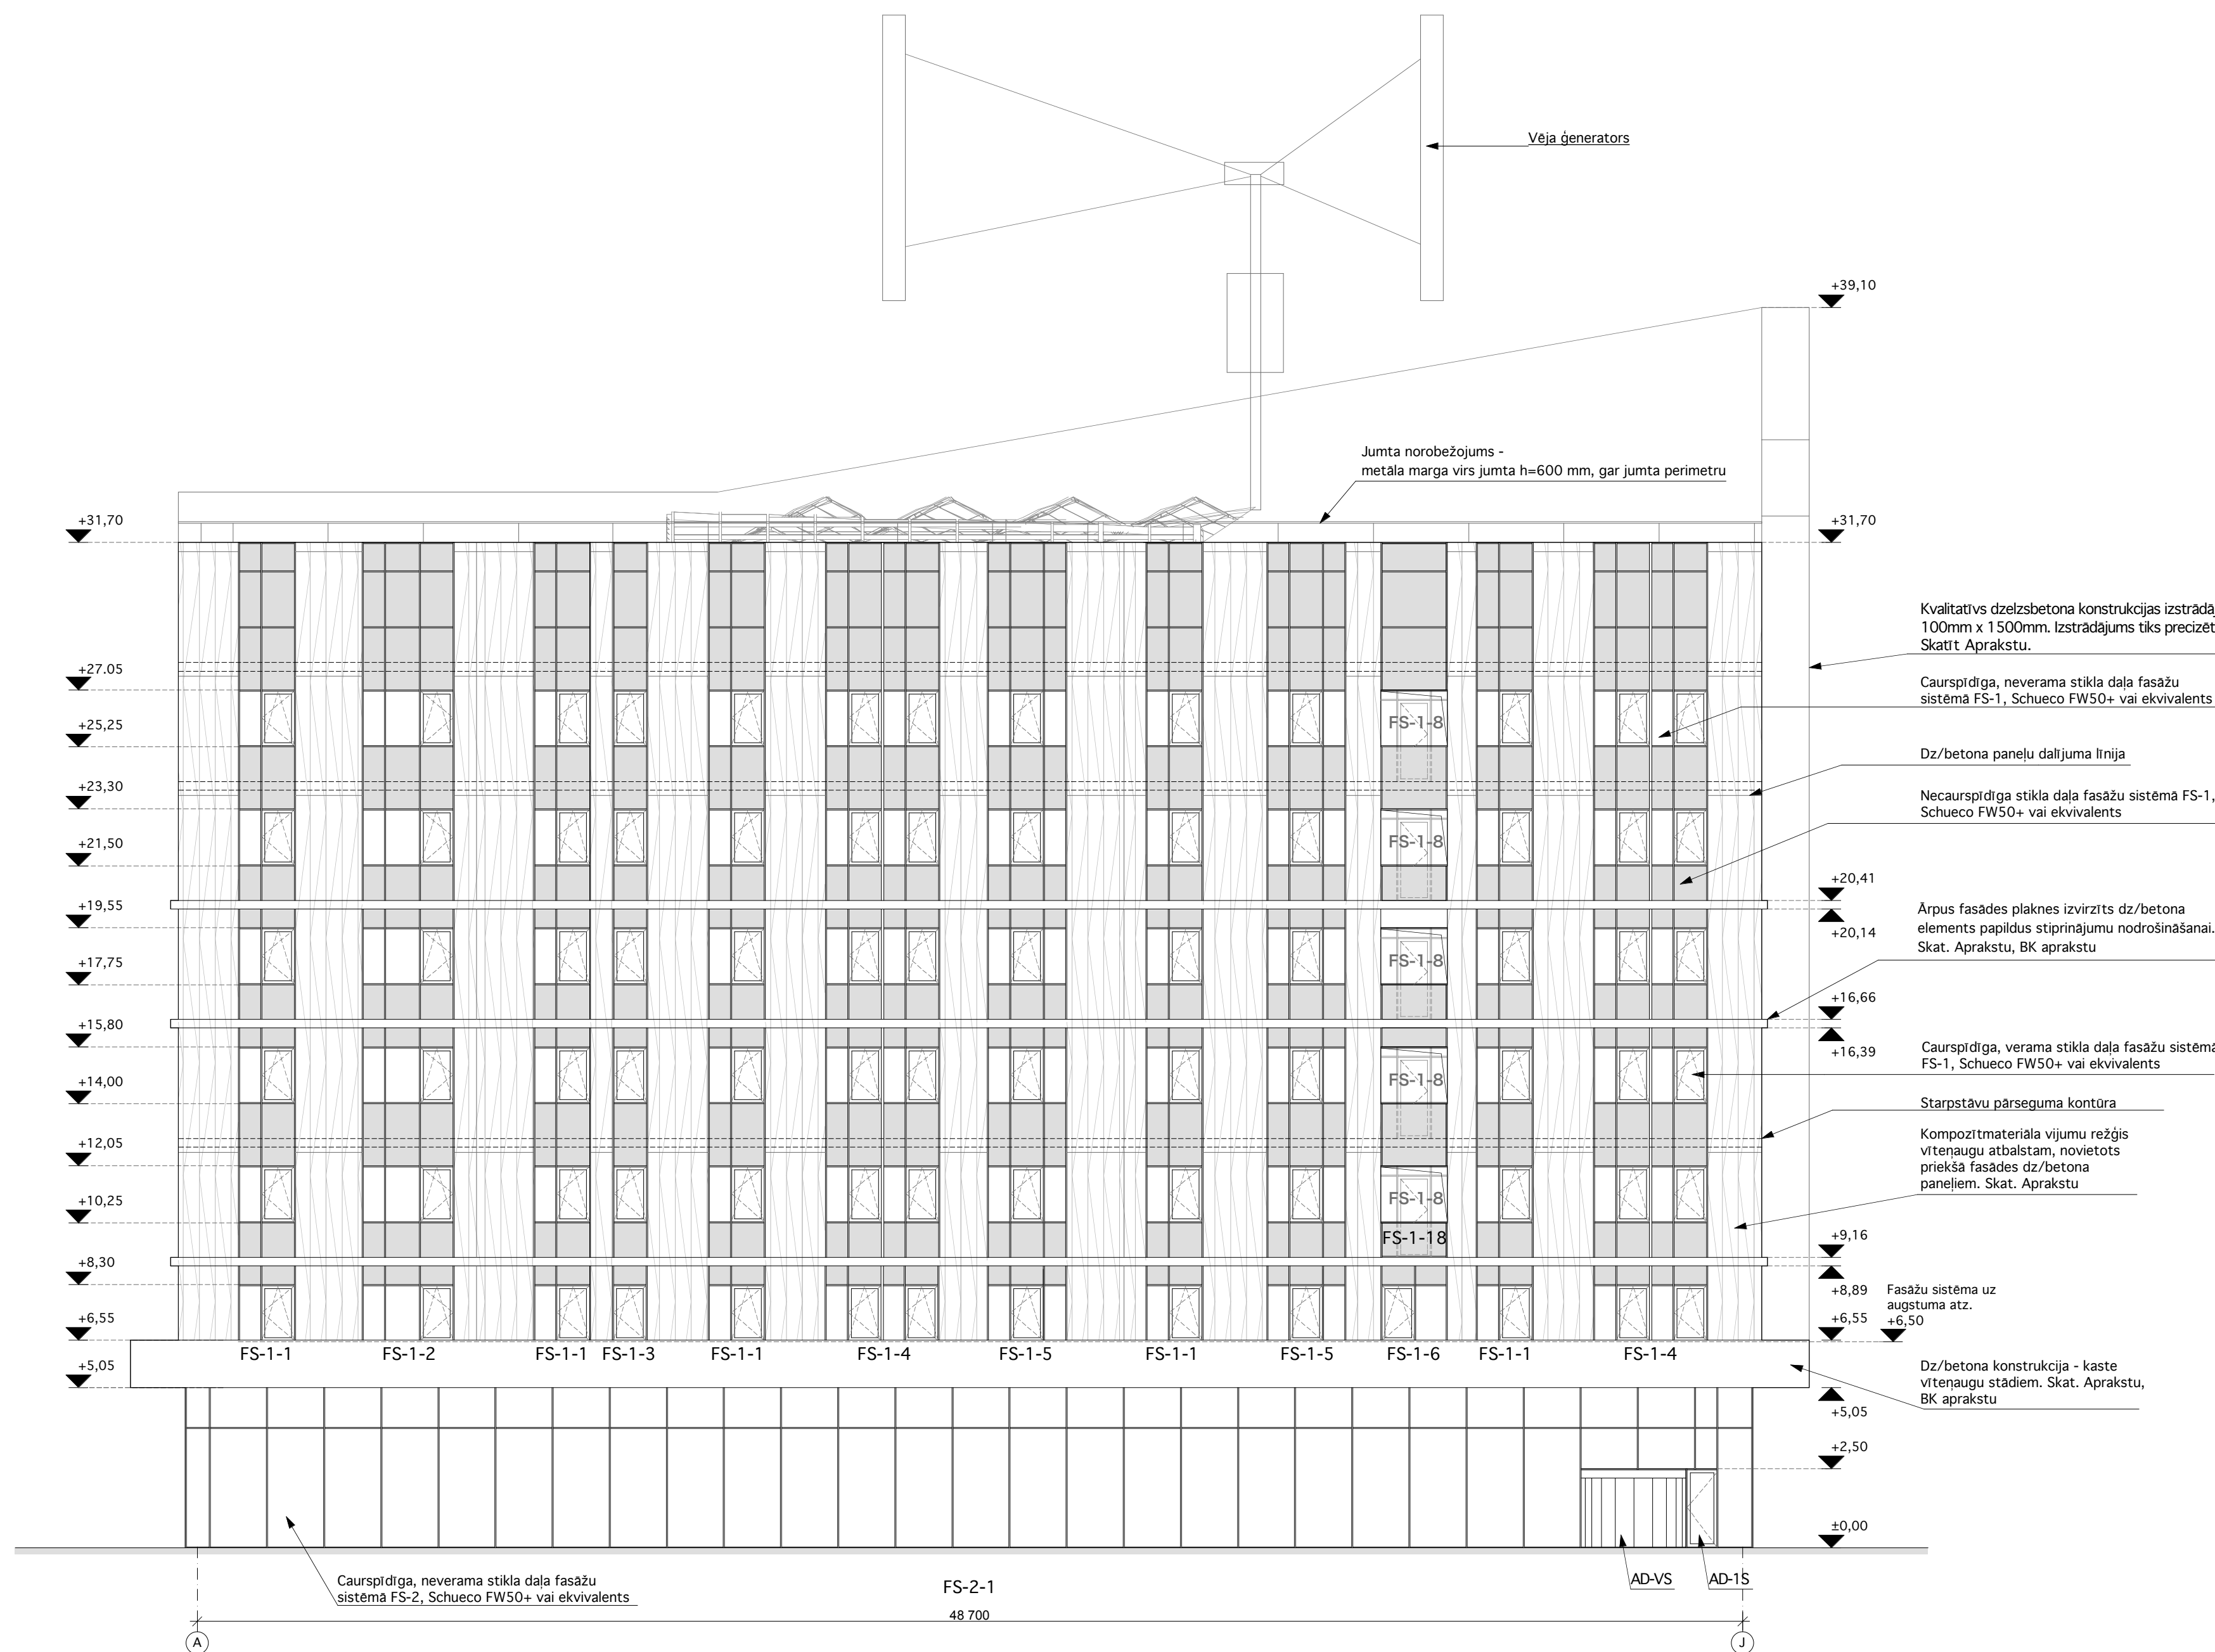 Vēja ģenerators
+39,10
Jumta norobežojums -
metāla marga virs jumta h=600 mm, gar jumta perimetru
+31,70
+31,70
Kvalitatīvs dzelzsbetona konstrukcijas
100mm x 1500mm. Izstrādājums tiks
Skatīt Aprakstu.
+27.05
Caurspīdīga, neverama stikla daļa fasāžu
sistēmā FS-1, Schueco FW50+ vai ekvivalents
+25,25
FS-1-8
Dz/betona paneļu dalījuma līnija
+23,30
Necaurspīdīga stikla daļa fasāžu sistēmā FS-1,
Schueco FW50+ vai ekvivalents
+21,50
FS-1-8
+20,41
+19,55
Ārpus fasādes plaknes izvirzīts dz/betona
elements papildus stiprinājumu nodrošināšanai.
Skat. Aprakstu, BK aprakstu
+20,14
+17,75
FS-1-8
+16,66
+15,80
+16,39
Caurspīdīga, verama stikla daļa fasāžu
FS-1, Schueco FW50+ vai ekvivalents
+14,00
FS-1-8
Starpstāvu pārseguma kontūra
+12,05
Kompozītmateriāla vijumu režģis
vīteņaugu atbalstam, novietots
priekšā fasādes dz/betona
paneļiem. Skat. Aprakstu
+10,25
FS-1-8
FS-1-18
+9,16
+8,30
+8,89
Fasāžu sistēma uz
augstuma atz.
+6,50
+6,55
+6,55
FS-1-1 FS-1-2 FS-1-1 FS-1-3 FS-1-1 FS-1-4 FS-1-5 FS-1-1 FS-1-5 FS-1-6 FS-1-1 FS-1-4
+5,05
Dz/betona konstrukcija - kaste
vīteņaugu stādiem. Skat. Aprakstu,
BK aprakstu
+5,05
+2,50
±0,00
Caurspīdīga, neverama stikla daļa fasāžu
sistēmā FS-2, Schueco FW50+ vai ekvivalents
FS-2-1
AD-VS
AD-1S
48 700
A
J